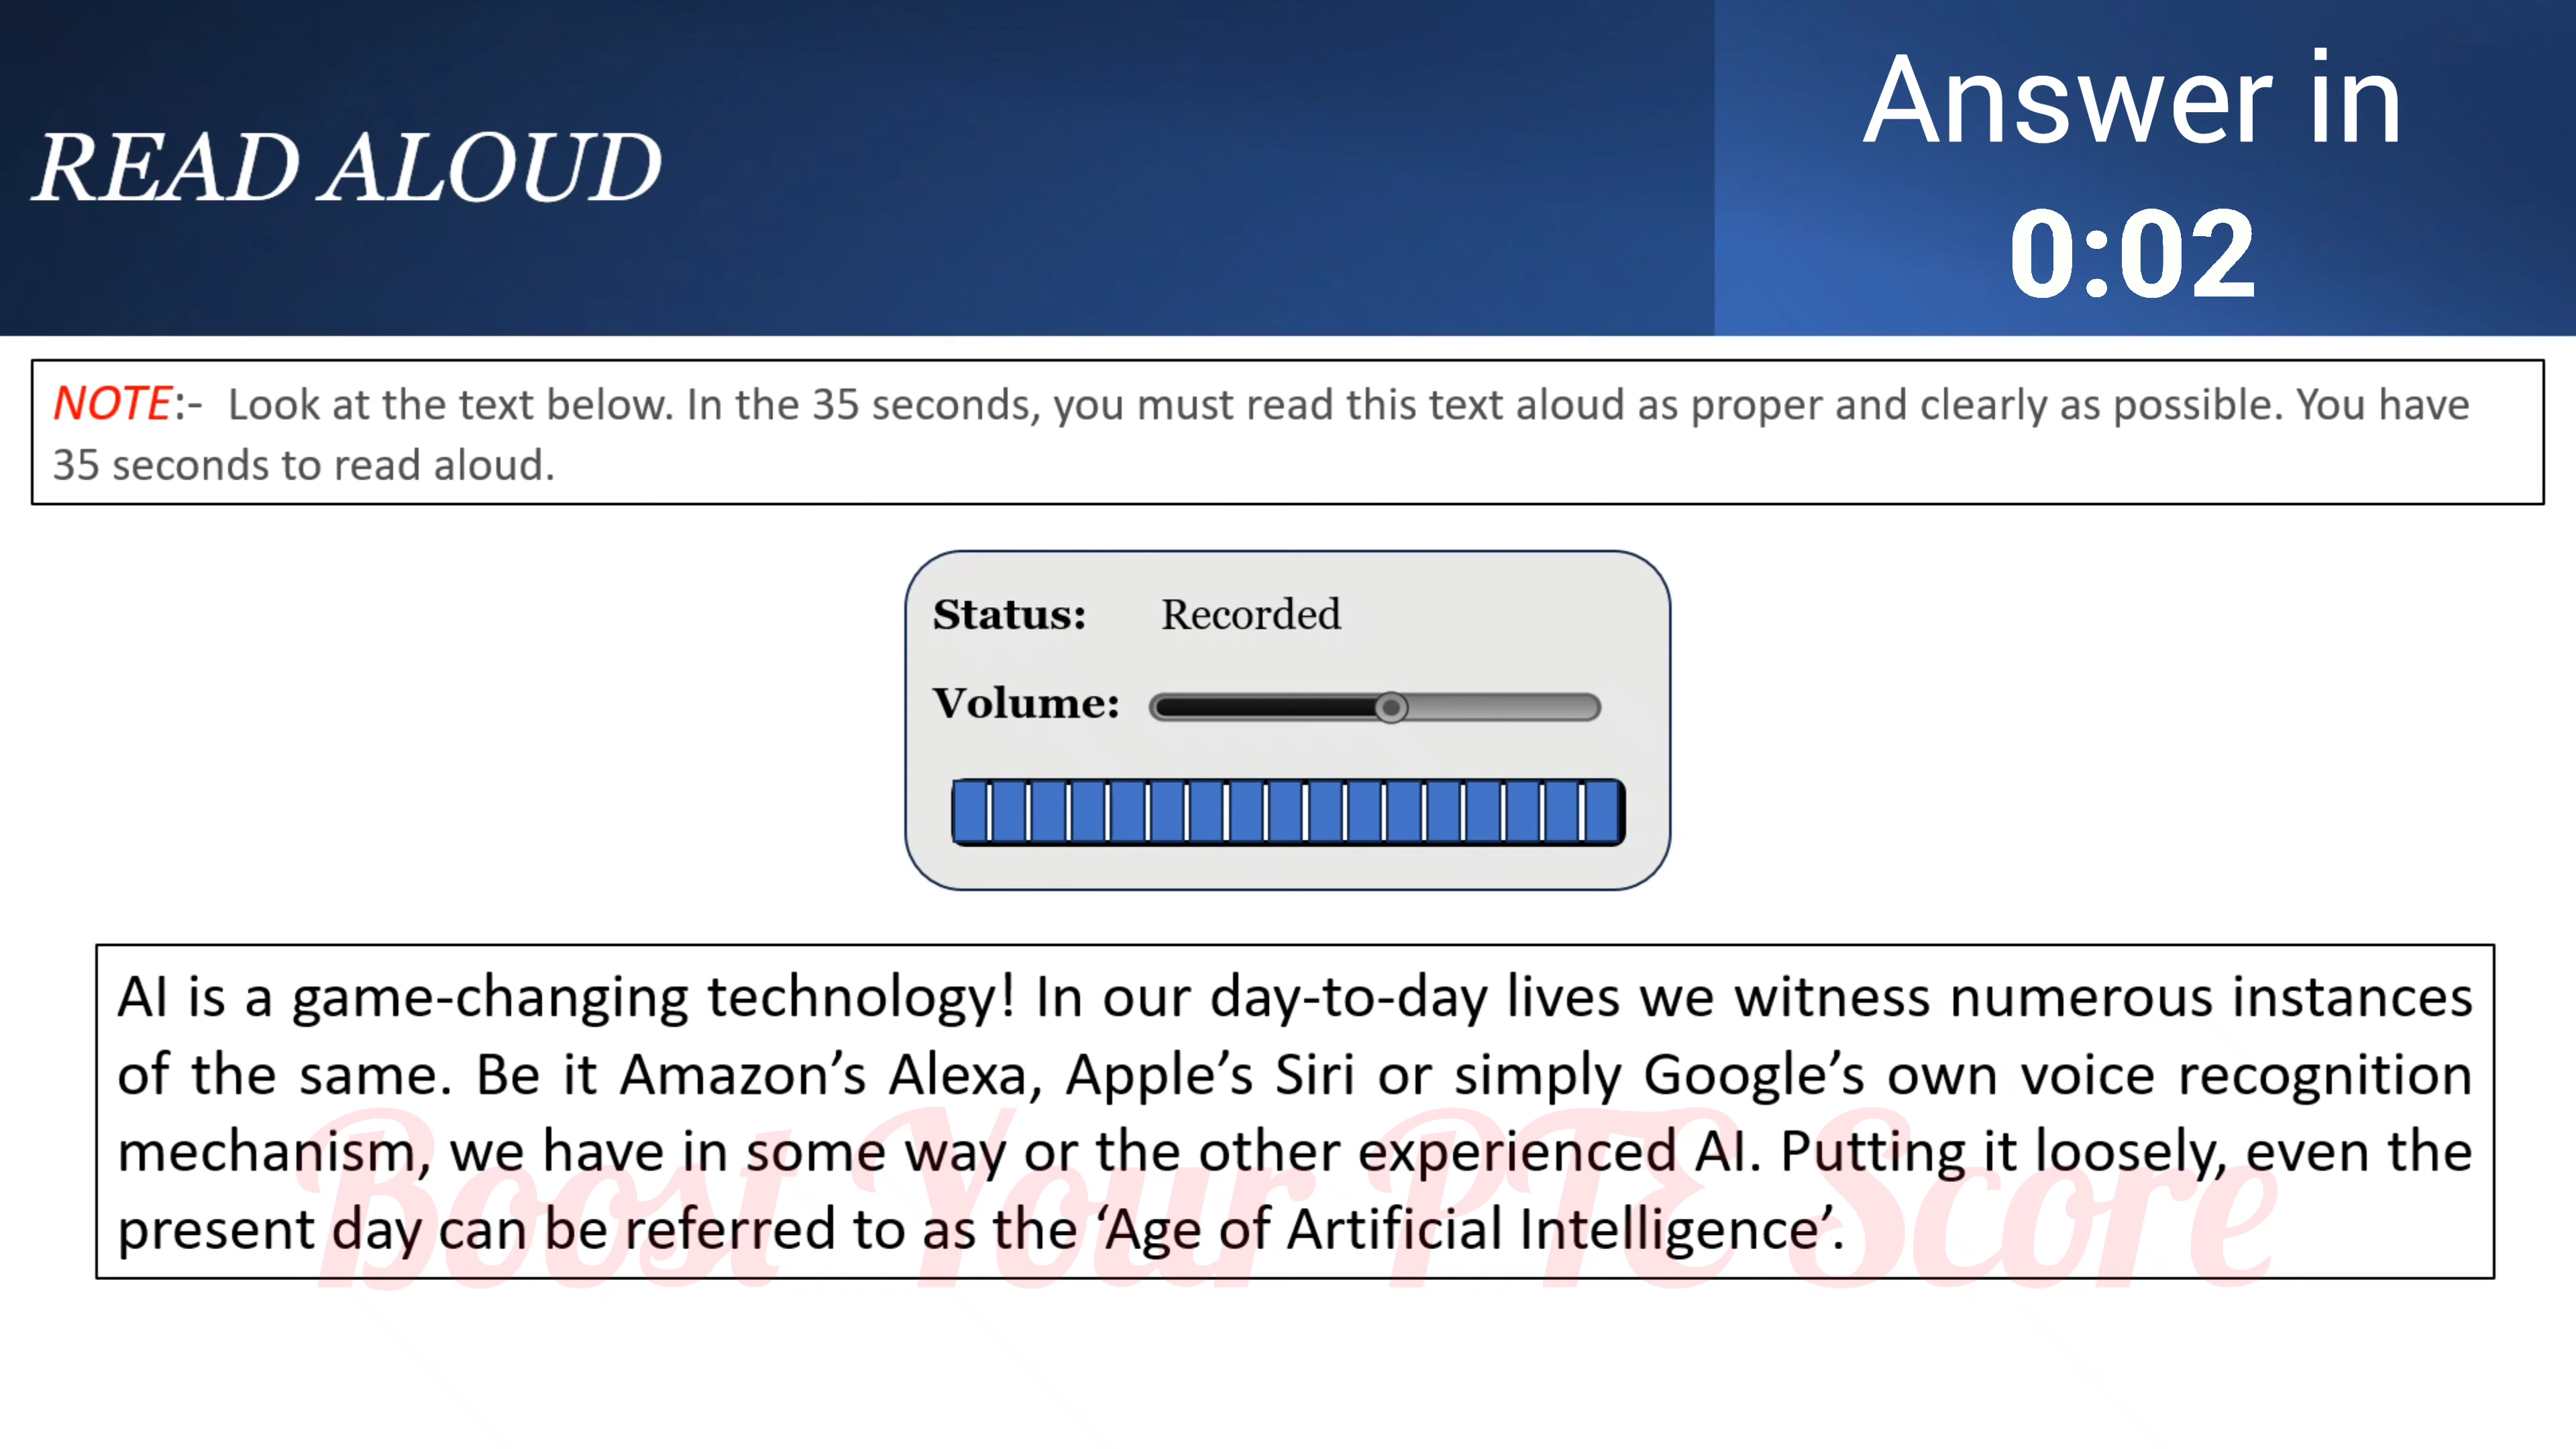 READ ALOUD
Answer in
0:02
NOTE:- Look at the text below. In the 35 seconds, you must read this text aloud as proper and clearly as possible. You have
35 seconds to read aloud.
Status: Recorded
Volume:
AI is a game-changing technology! In our day-to-day lives we witness numerous instances
of the same. Be it Amazon’s Alexa, Apple’s Siri or simply Google’s own voice recognition
mechanism, we have in some way or the other experienced AI. Putting it loosely, even the
present day can be referred to as the ‘Age of Artificial Intelligence’.
Boost Your PTE Score